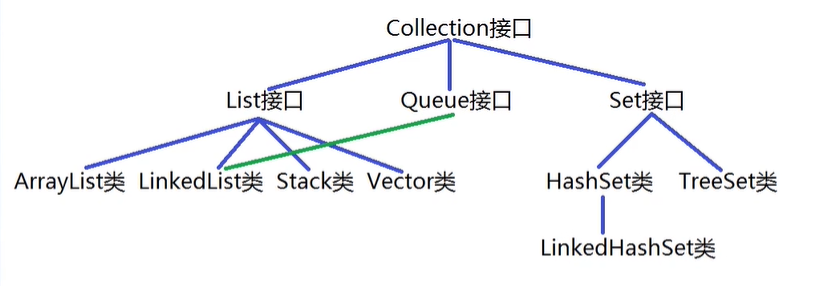 Collection接口
List接口 Queue接口 Set接口
ArrayList类 LinkedList类 Stack类 Vector类 HashSet类 TreeSet类
LinkedHashSet类